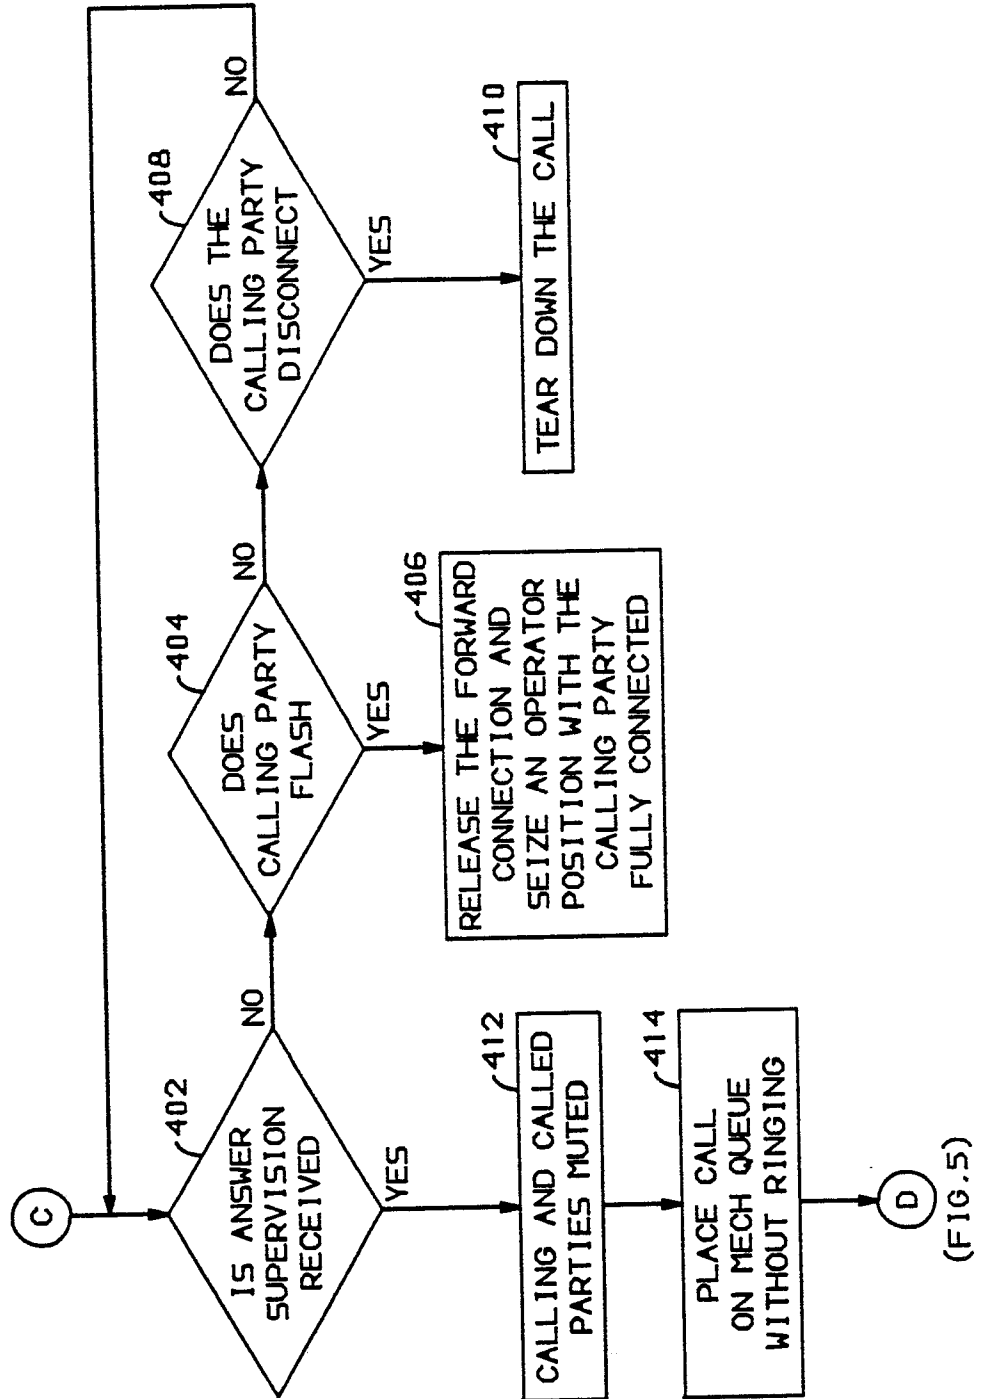 C
402
IS ANSWER
SUPERVISION
RECEIVED
NO
YES
404
DOES
CALLING PARTY
FLASH
NO
YES
408
DOES THE
CALLING PARTY
DISCONNECT
NO
YES
412
CALLING AND CALLED
PARTIES MUTED
406
RELEASE THE FORWARD
CONNECTION AND
SEIZE AN OPERATOR
POSITION WITH THE
CALLING PARTY
FULLY CONNECTED
410
TEAR DOWN THE CALL
414
PLACE CALL
ON MECH QUEUE
WITHOUT RINGING
D
(FIG.5)